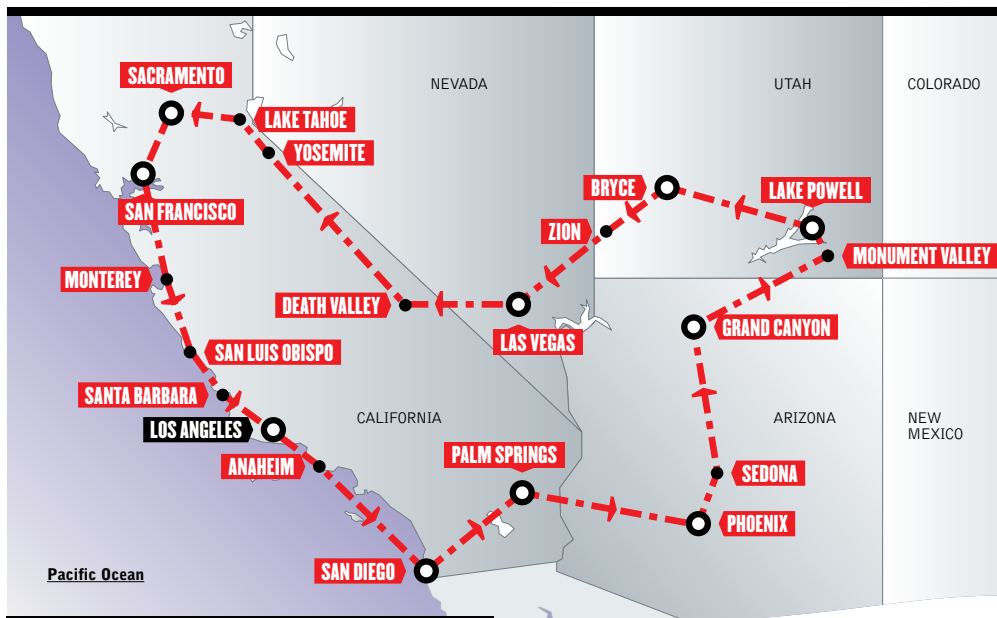 SACRAMENTO
NEVADA
UTAH
COLORADO
LAKE TAHOE
YOSEMITE
BRYCE
LAKE POWELL
SAN FRANCISCO
ZION
MONUMENT VALLEY
MONTEREY
DEATH VALLEY
LAS VEGAS
GRAND CANYON
SAN LUIS OBISPO
SANTA BARBARA
LOS ANGELES
CALIFORNIA
ARIZONA
NEW
MEXICO
ANAHEIM
PALM SPRINGS
SEDONA
PHOENIX
SAN DIEGO
Pacific Ocean